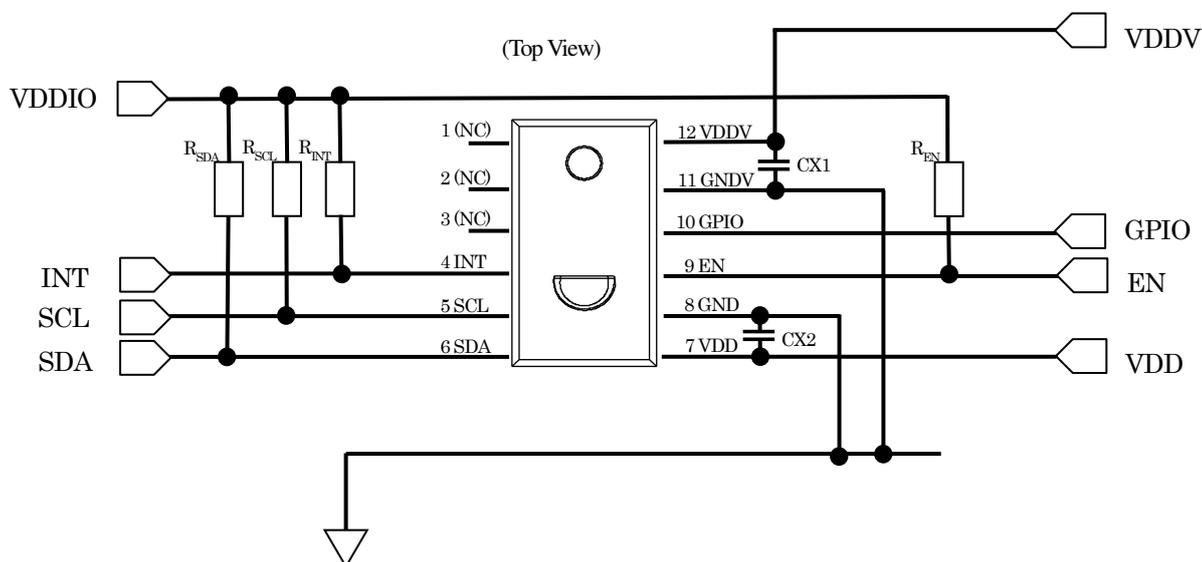 (Top View)
VDDV
VDDIO
R_SDA
R_SCL
R_INT
R_EN
1 (NC)
2 (NC)
3 (NC)
4 INT
5 SCL
6 SDA
12 VDDV
11 GNDV
10 GPIO
9 EN
8 GND
7 VDD
CX1
CX2
INT
SCL
SDA
GPIO
EN
VDD